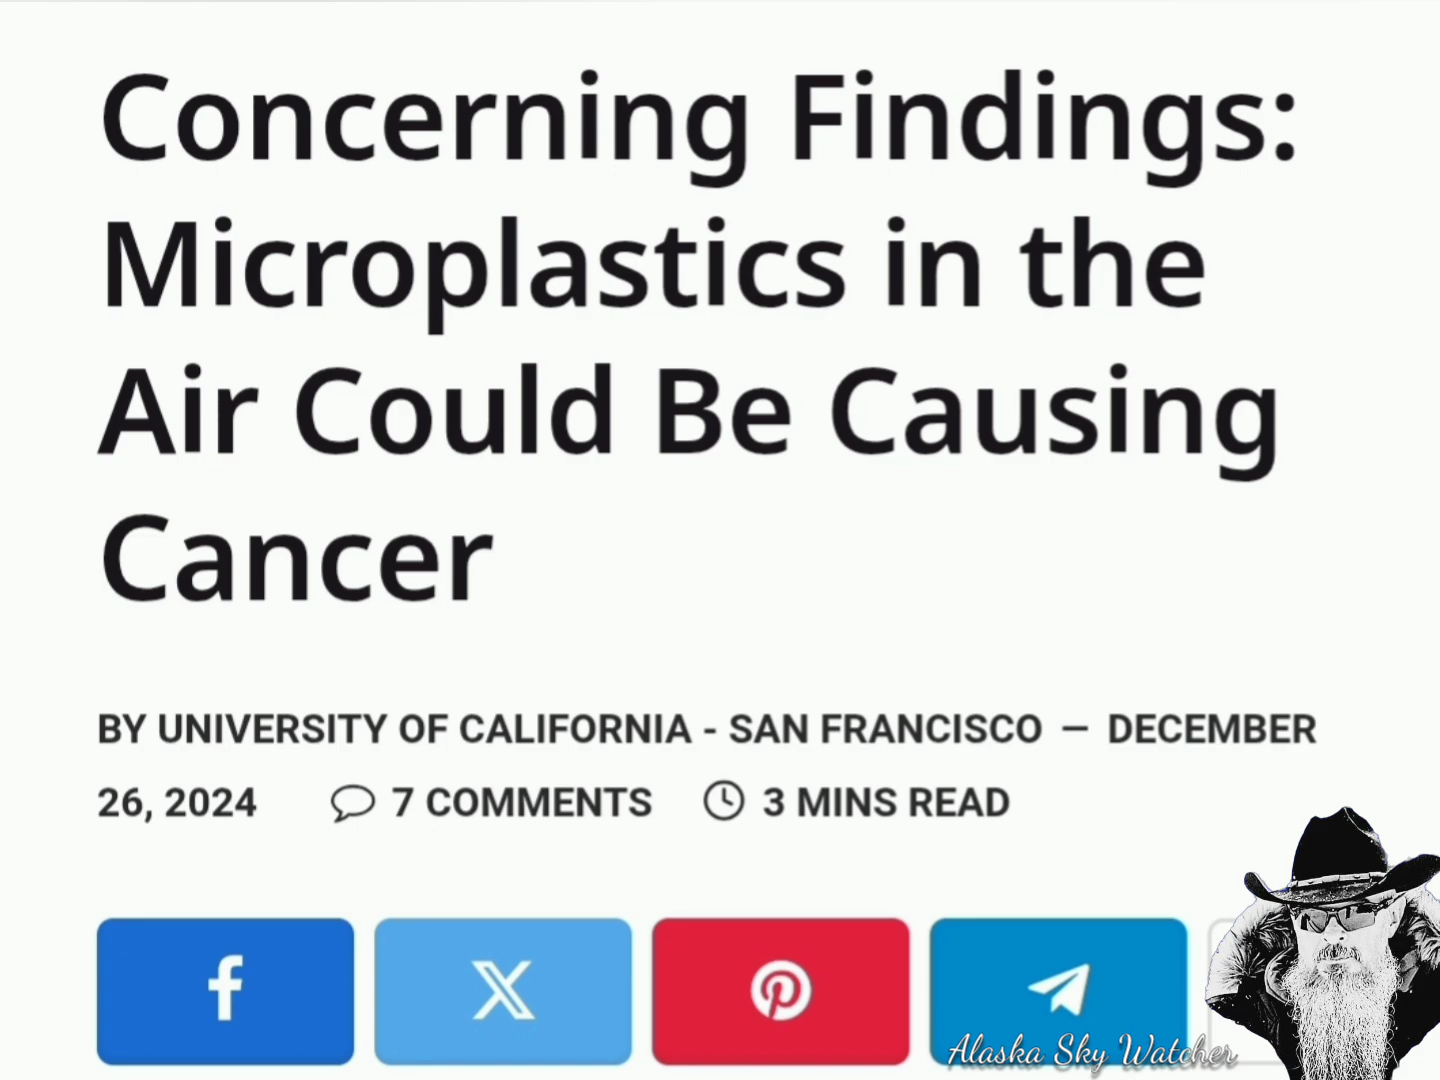 Concerning Findings:
Microplastics in the
Air Could Be Causing
Cancer
BY UNIVERSITY OF CALIFORNIA - SAN FRANCISCO — DECEMBER
26, 2024 7 COMMENTS 3 MINS READ
Alaska Sky Watcher